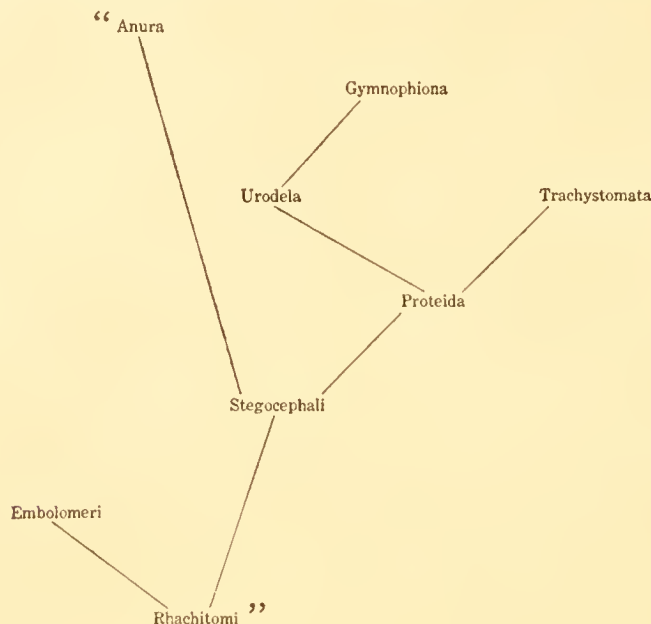 “ Anura
Gymnophiona
Urodela
Trachystomata
Proteida
Stegocephali
Embolomeri
Rhachitomi ”